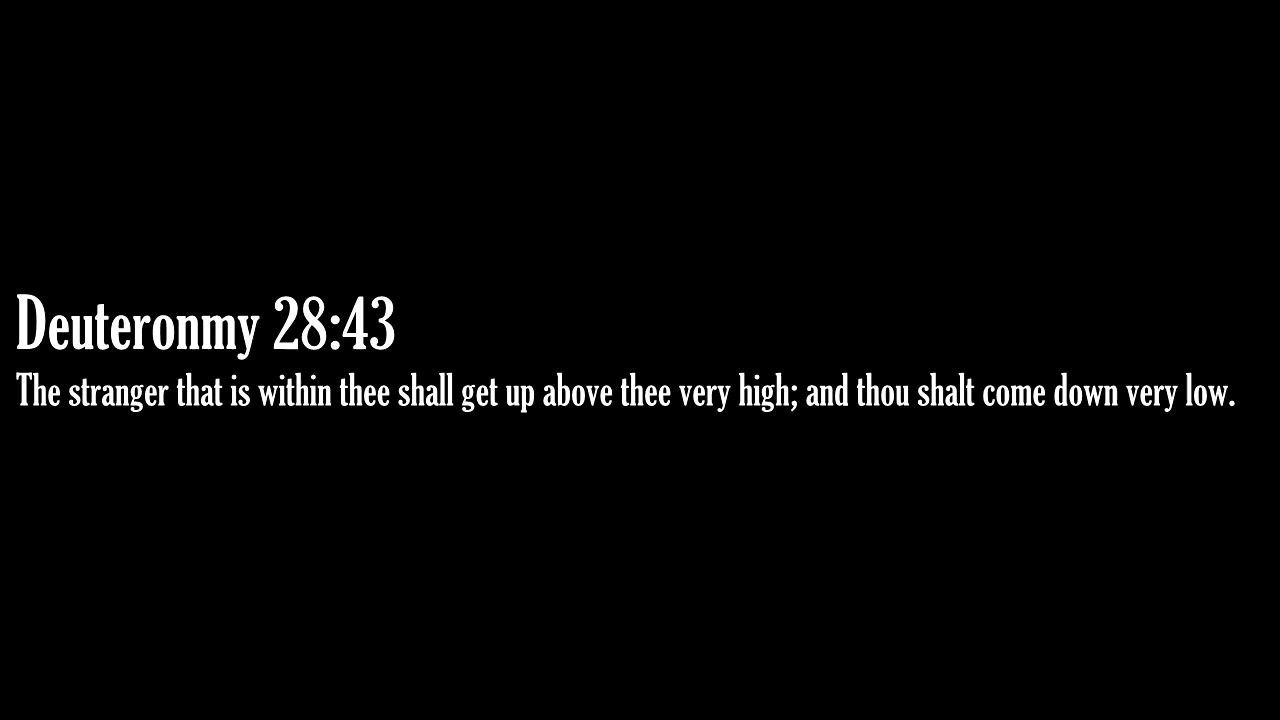 Deuteronmy 28:43
The stranger that is within thee shall get up above thee very high; and thou shalt come down very low.